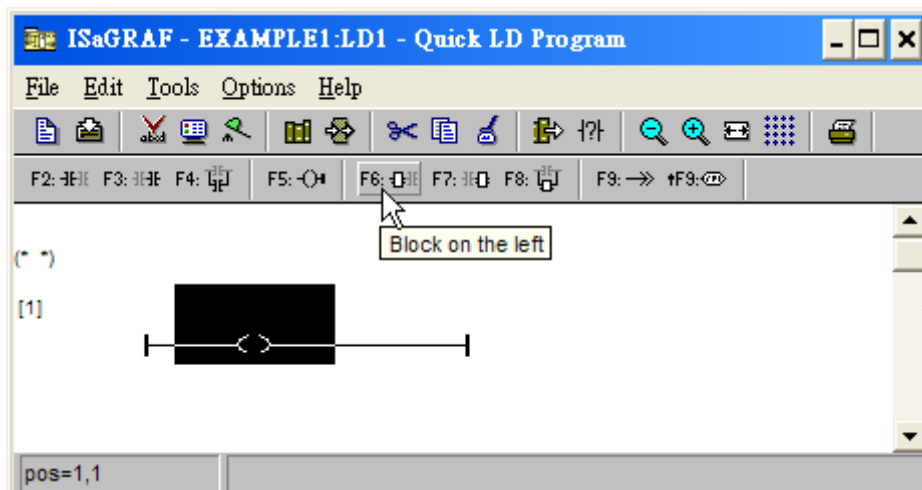 ISaGRAF - EXAMPLE1:LD1 - Quick LD Program
File Edit Tools Options Help
F2: F3: F4: F5: F6: F7: F8: F9: F9:
Block on the left
(* *)
[1]
pos=1,1